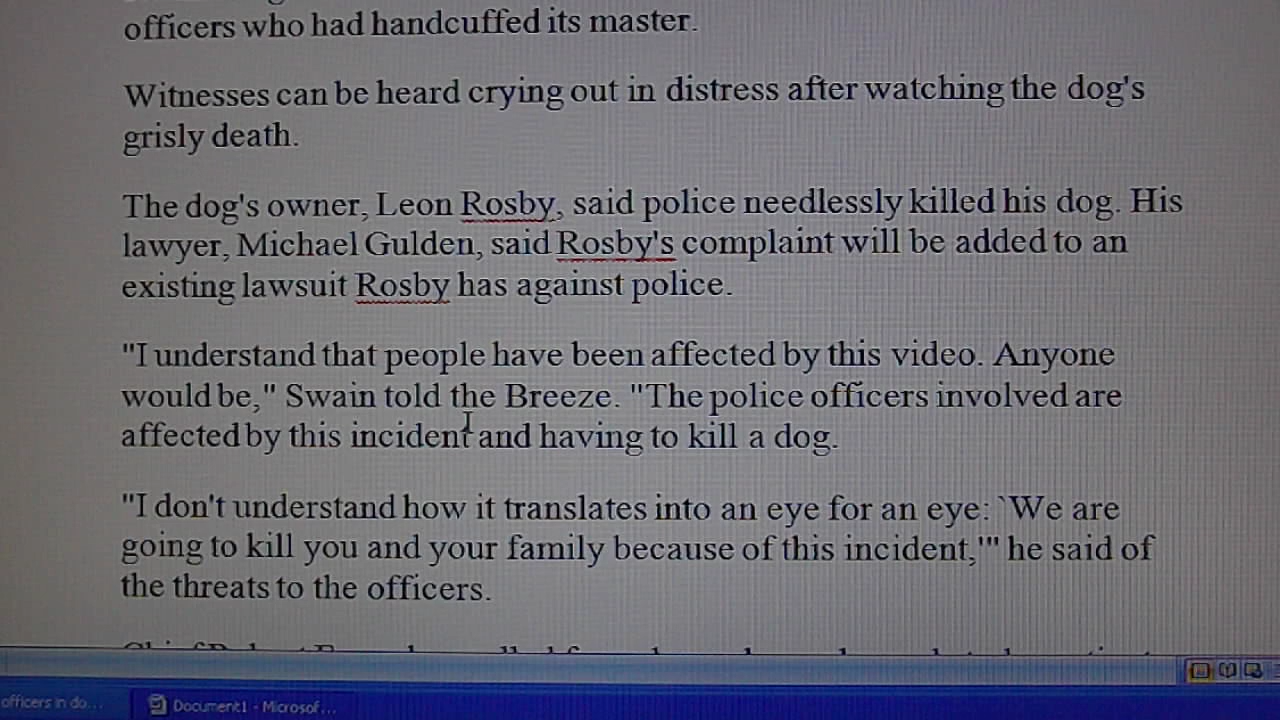 officers who had handcuffed its master.
Witnesses can be heard crying out in distress after watching the dog's
grisly death.
The dog's owner, Leon Rosby, said police needlessly killed his dog. His
lawyer, Michael Gulden, said Rosby's complaint will be added to an
existing lawsuit Rosby has against police.
"I understand that people have been affected by this video. Anyone
would be," Swain told the Breeze. "The police officers involved are
affected by this incident and having to kill a dog.
"I don't understand how it translates into an eye for an eye: `We are
going to kill you and your family because of this incident,'" he said of
the threats to the officers.
officers in do...
Document1 - Microsof...